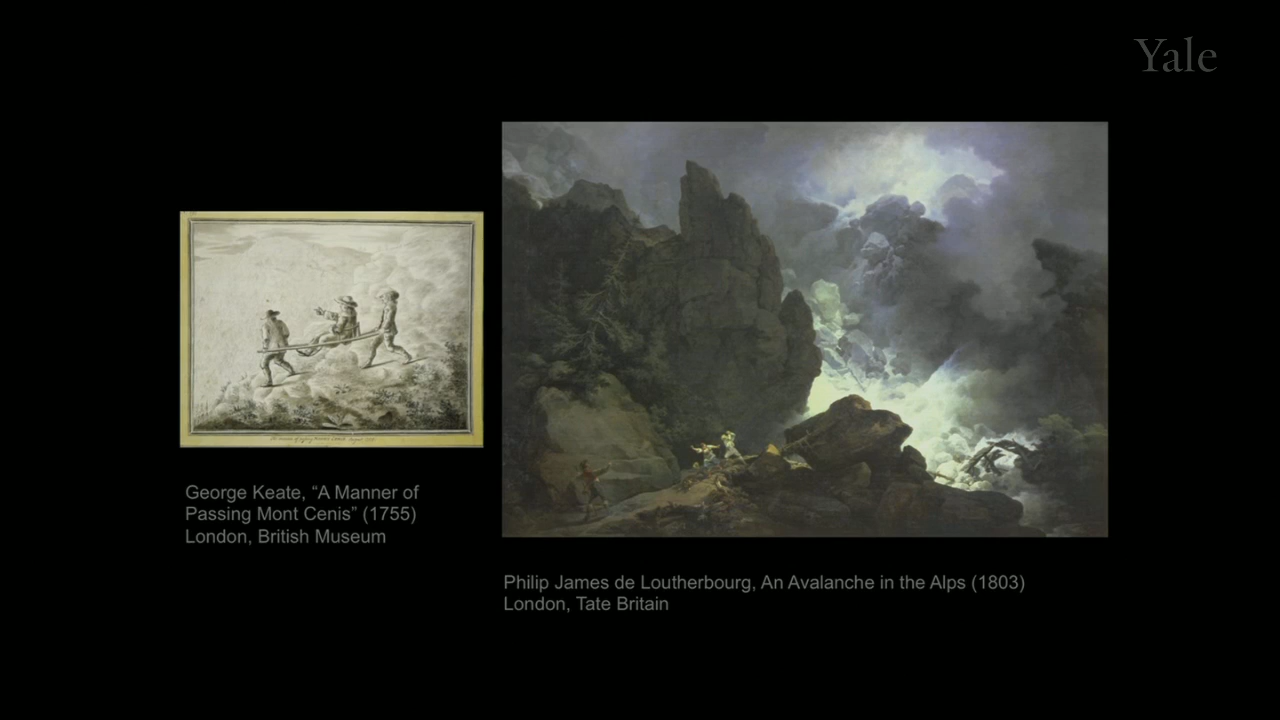 Yale
George Keate, “A Manner of
Passing Mont Cenis” (1755)
London, British Museum
Philip James de Loutherbourg, An Avalanche in the Alps (1803)
London, Tate Britain